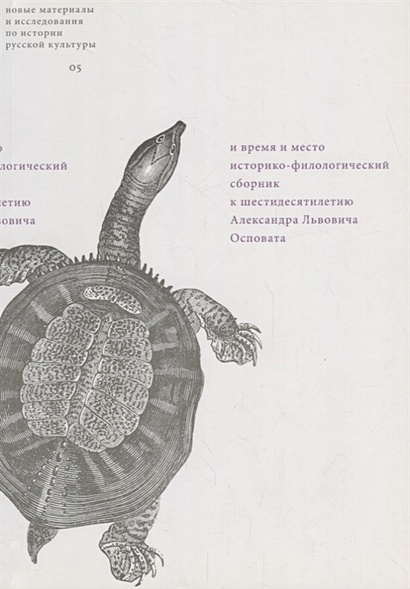 новые материалы
и исследования
по истории
русской культуры
05
о
логический
летию
вовича
и время и место
историко-филологический
сборник
к шестидесятилетию
Александра Львовича
Осповата